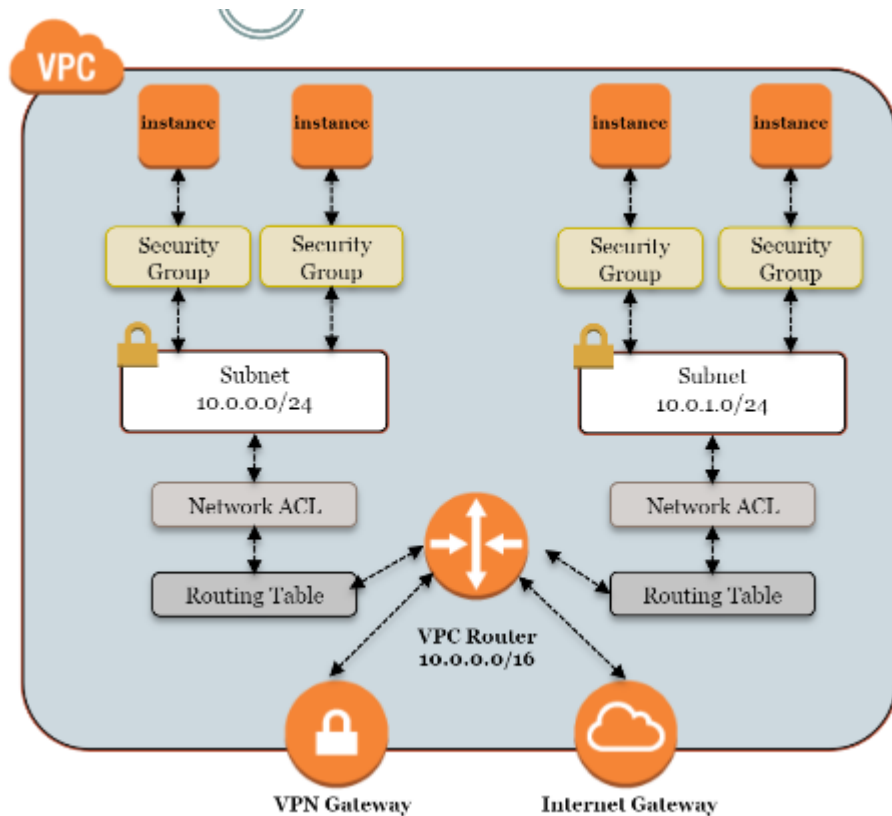 VPC
instance
instance
instance
instance
Security
Group
Security
Group
Security
Group
Security
Group
Subnet
10.0.0.0/24
Subnet
10.0.1.0/24
Network ACL
Network ACL
Routing Table
Routing Table
VPC Router
10.0.0.0/16
VPN Gateway
Internet Gateway